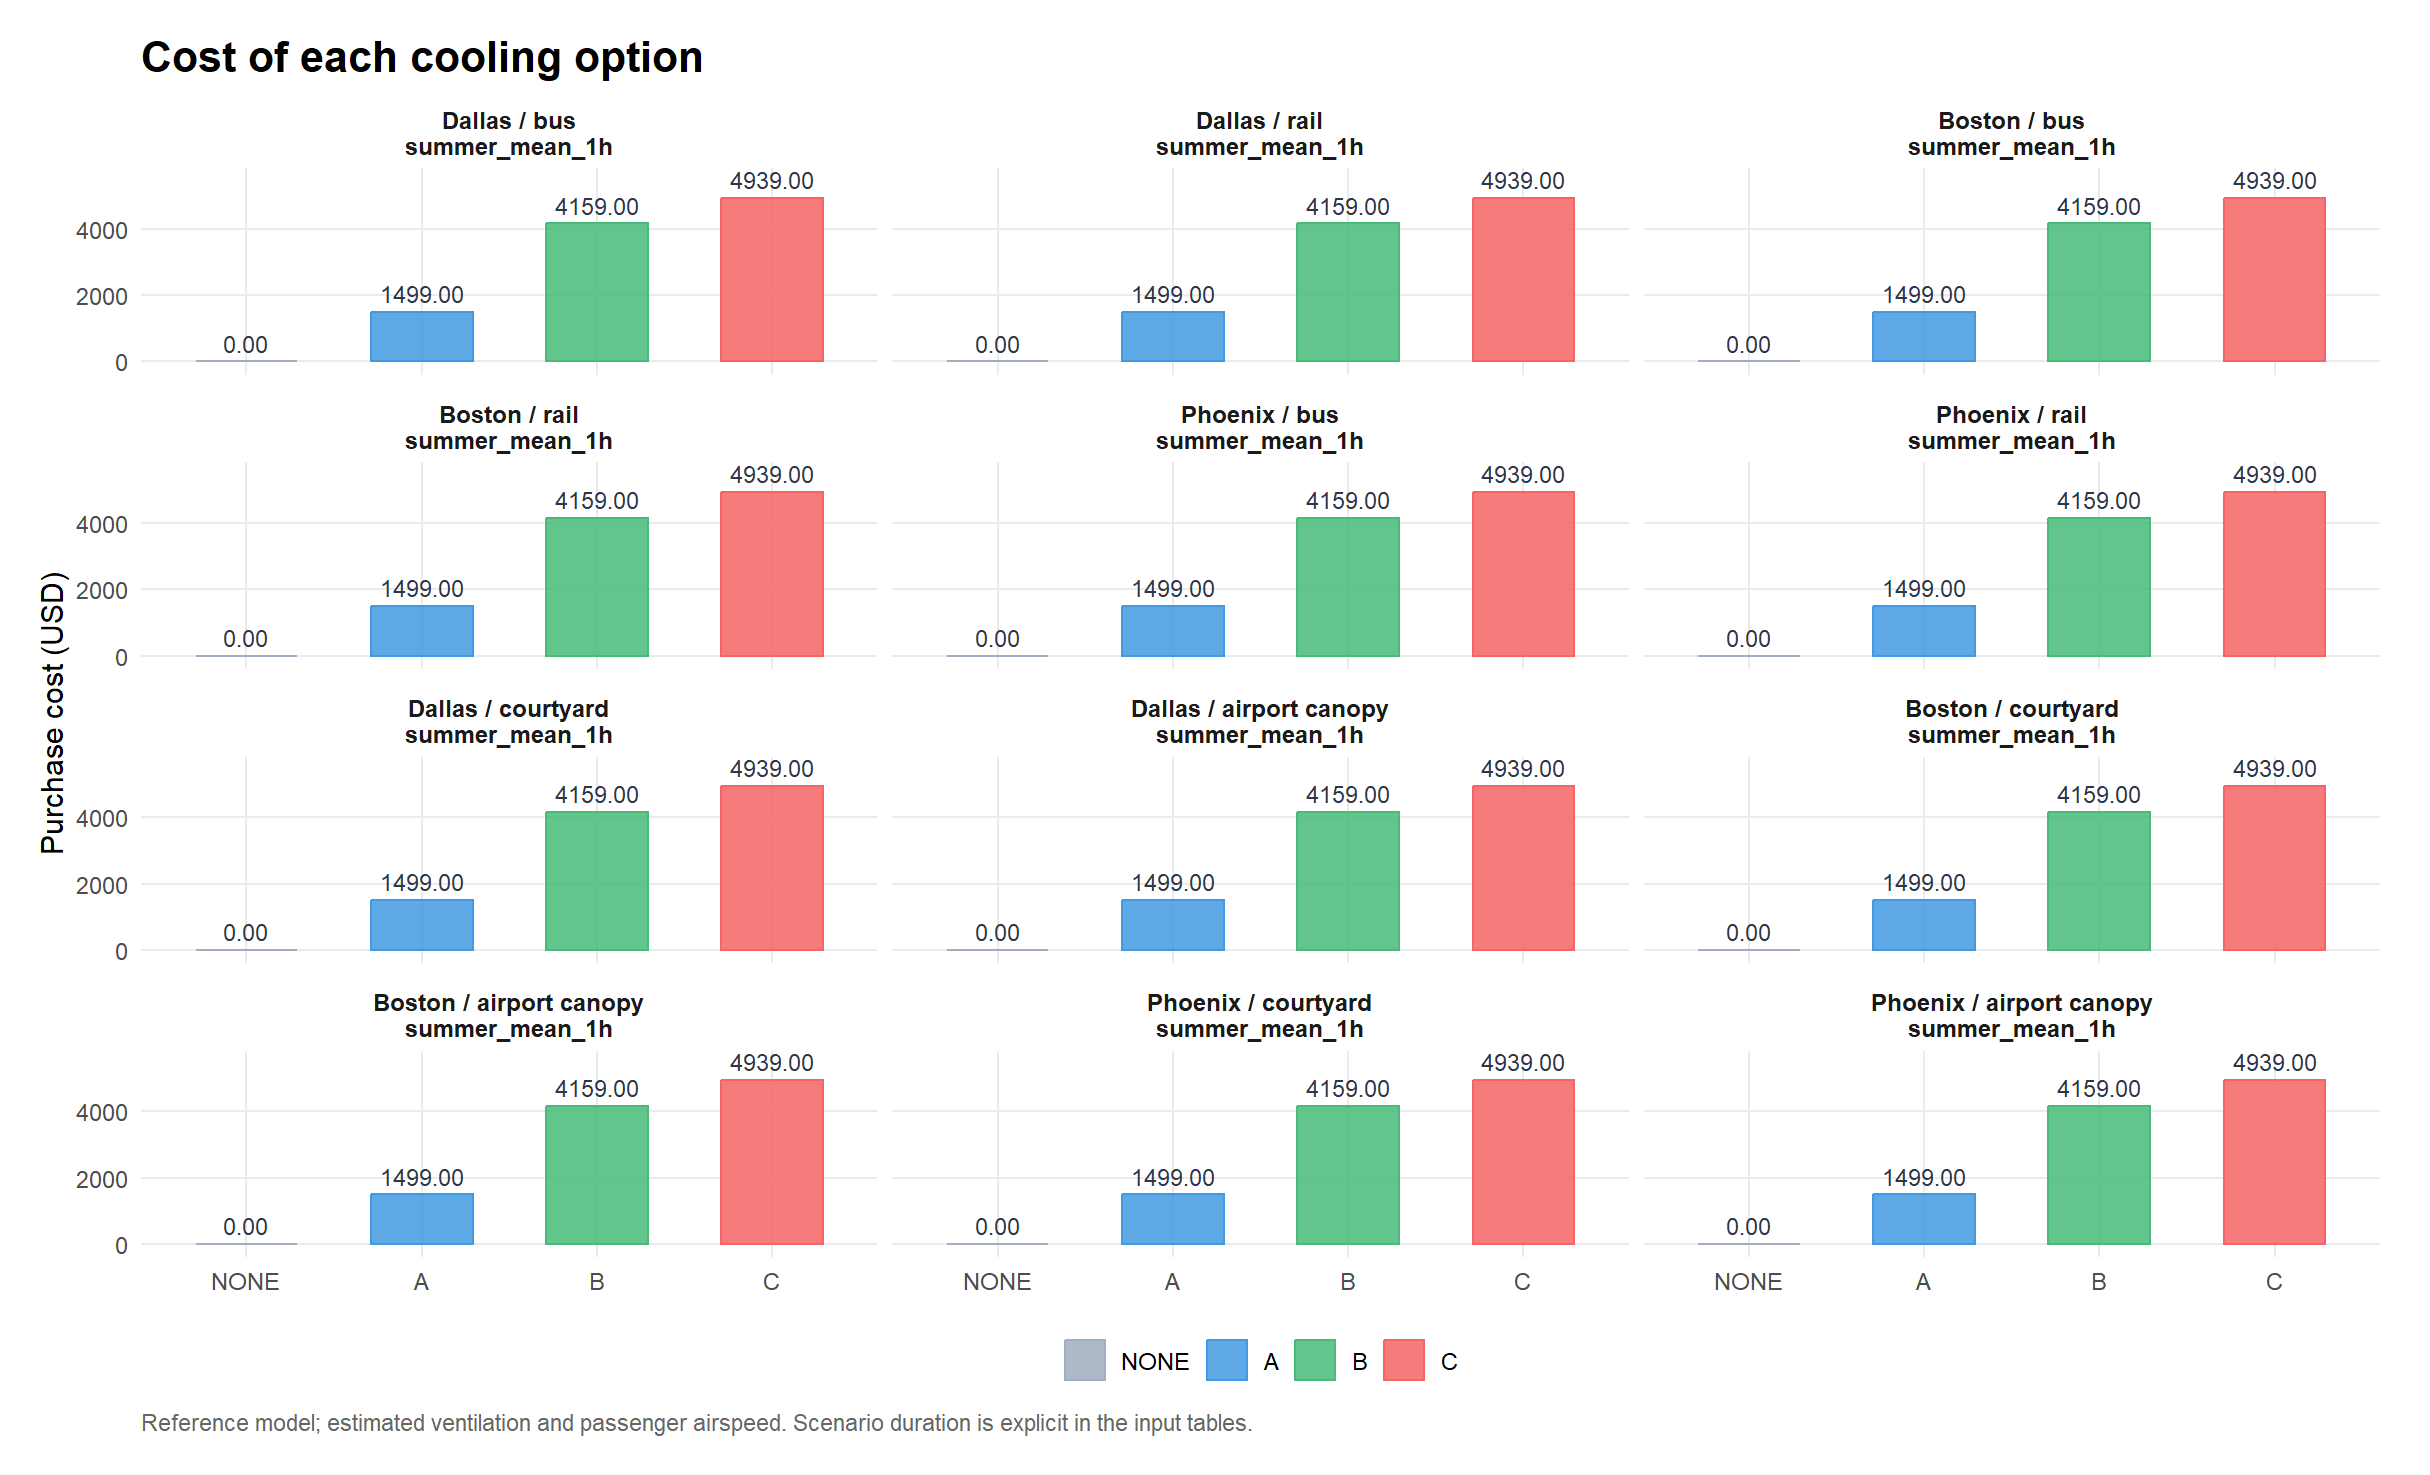 Cost of each cooling option
Dallas / bus
summer_mean_1h
Dallas / rail
summer_mean_1h
Boston / bus
summer_mean_1h
4939.00
4159.00
4000
2000
1499.00
0.00
0
4939.00
4159.00
1499.00
0.00
4939.00
4159.00
1499.00
0.00
Boston / rail
summer_mean_1h
Phoenix / bus
summer_mean_1h
Phoenix / rail
summer_mean_1h
4939.00
4159.00
4000
2000
1499.00
0.00
0
4939.00
4159.00
1499.00
0.00
4939.00
4159.00
1499.00
0.00
Purchase cost (USD)
Dallas / courtyard
summer_mean_1h
Dallas / airport canopy
summer_mean_1h
Boston / courtyard
summer_mean_1h
4939.00
4159.00
4000
2000
1499.00
0.00
0
4939.00
4159.00
1499.00
0.00
4939.00
4159.00
1499.00
0.00
Boston / airport canopy
summer_mean_1h
Phoenix / courtyard
summer_mean_1h
Phoenix / airport canopy
summer_mean_1h
4939.00
4159.00
4000
2000
1499.00
0.00
0
4939.00
4159.00
1499.00
0.00
4939.00
4159.00
1499.00
0.00
NONE A B C
NONE A B C
NONE A B C
NONE A B C
Reference model; estimated ventilation and passenger airspeed. Scenario duration is explicit in the input tables.